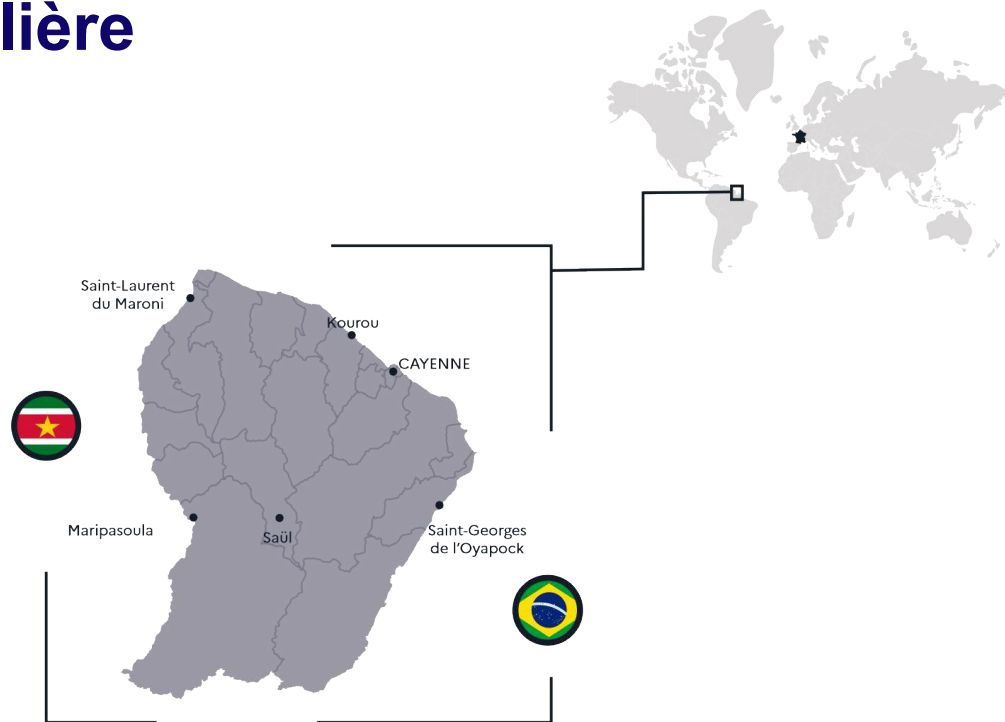 lière
Saint-Laurent
du Maroni
Kourou
CAYENNE
Maripasoula
Saül
Saint-Georges
de l'Oyapock